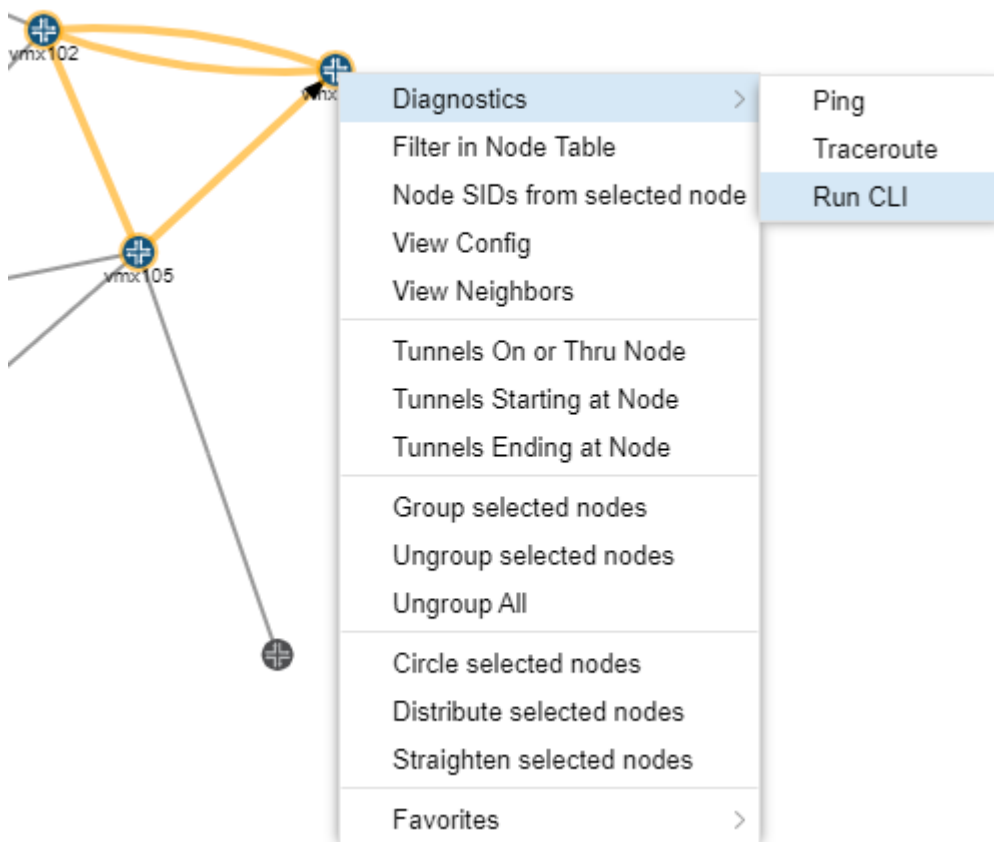 vmx102
Diagnostics
Ping
Filter in Node Table
Traceroute
Node SIDs from selected node
Run CLI
View Config
vmx105
View Neighbors
Tunnels On or Thru Node
Tunnels Starting at Node
Tunnels Ending at Node
Group selected nodes
Ungroup selected nodes
Ungroup All
Circle selected nodes
Distribute selected nodes
Straighten selected nodes
Favorites